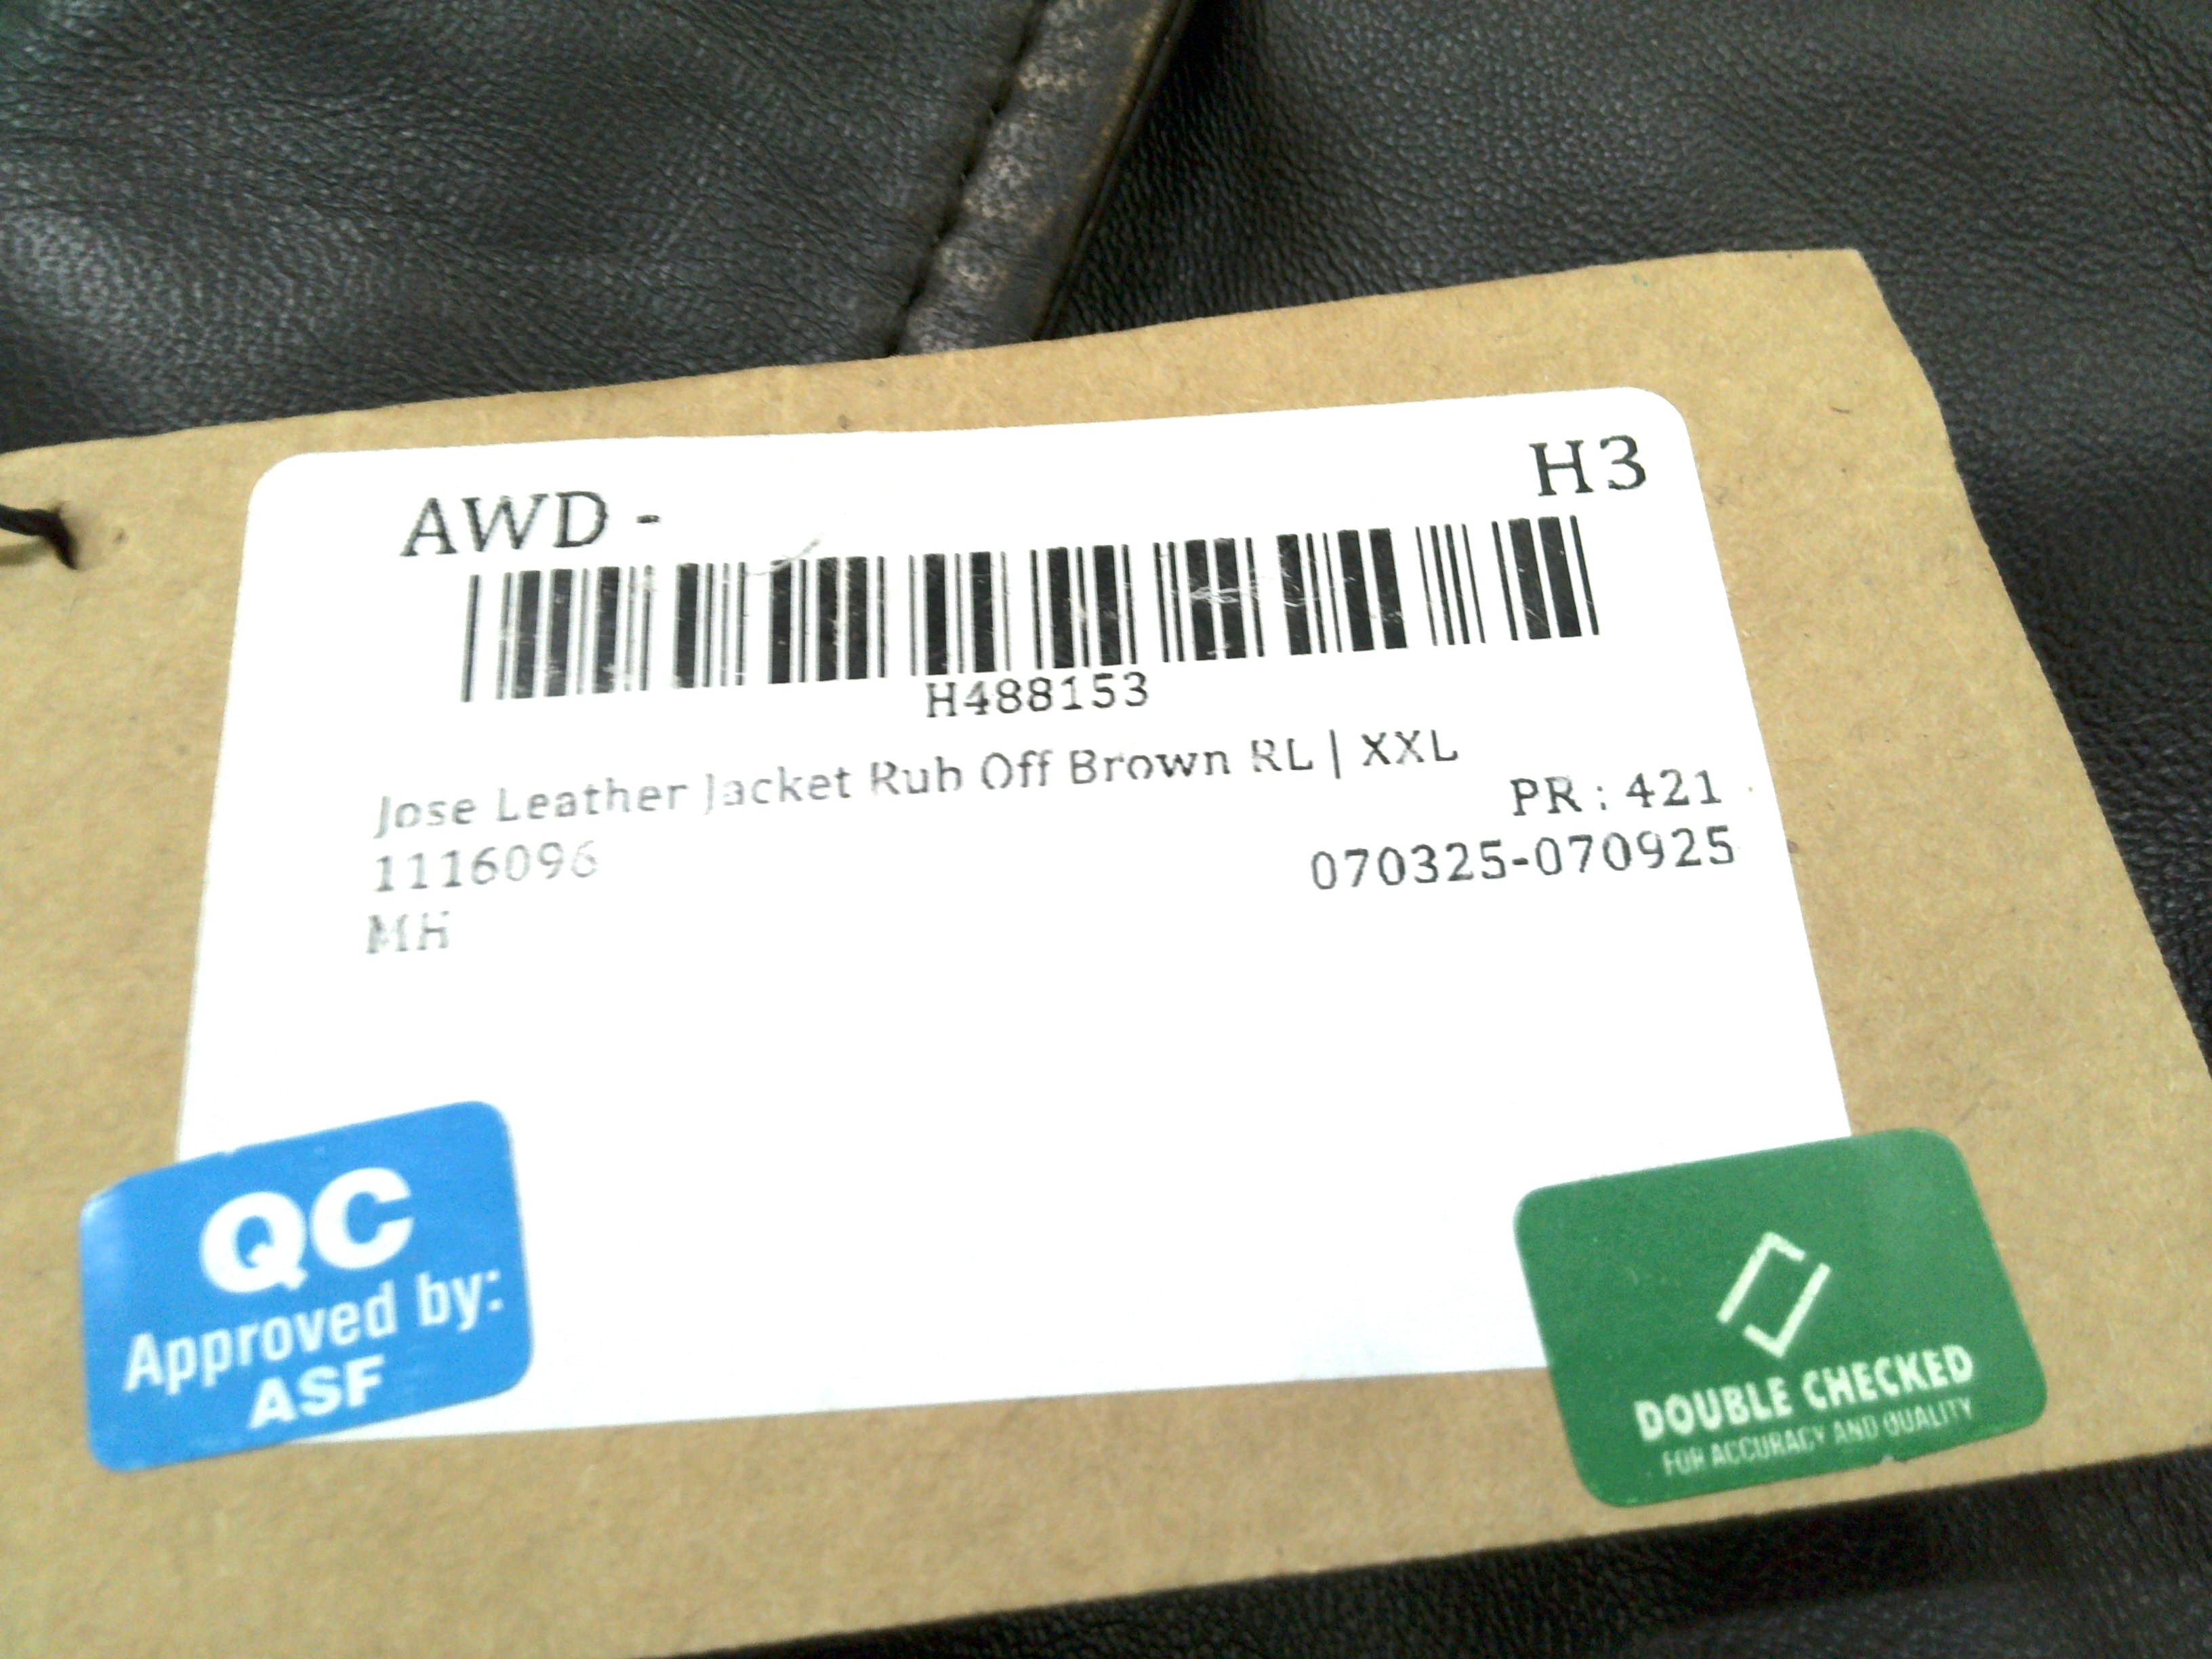 AWD - H3
H488153
Jose Leather Jacket Rub Off Brown RL | XXL
PR : 421
1116096 070325-070925
MH
QC
Approved by:
ASF
DOUBLE CHECKED
FOR ACCURACY AND QUALITY